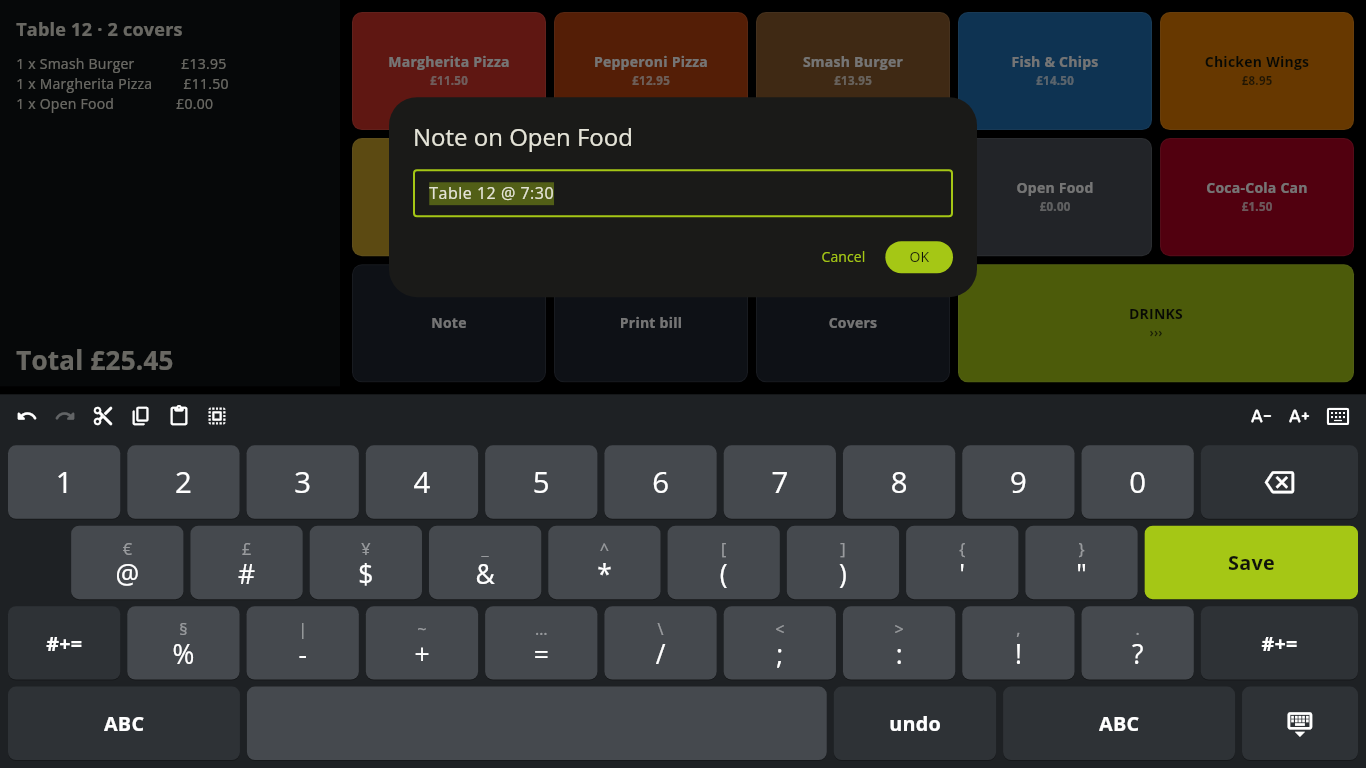 Table 12 · 2 covers
1 x Smash Burger £13.95
1 x Margherita Pizza £11.50
1 x Open Food £0.00
Total £25.45
Margherita Pizza
£11.50
Pepperoni Pizza
£12.95
Smash Burger
£13.95
Fish & Chips
£14.50
Chicken Wings
£8.95
Open Food
£0.00
Coca-Cola Can
£1.50
Note
Print bill
Covers
DRINKS
›››
Note on Open Food
Table 12 @ 7:30
Cancel
OK
A- A+
1 2 3 4 5 6 7 8 9 0
€ £ ¥ _ ^ [ ] { }
@ # $ & * ( ) ' "
Save
§ | ~ … \ < > , .
#+= % - + = / ; : ! ? #+=
ABC undo ABC